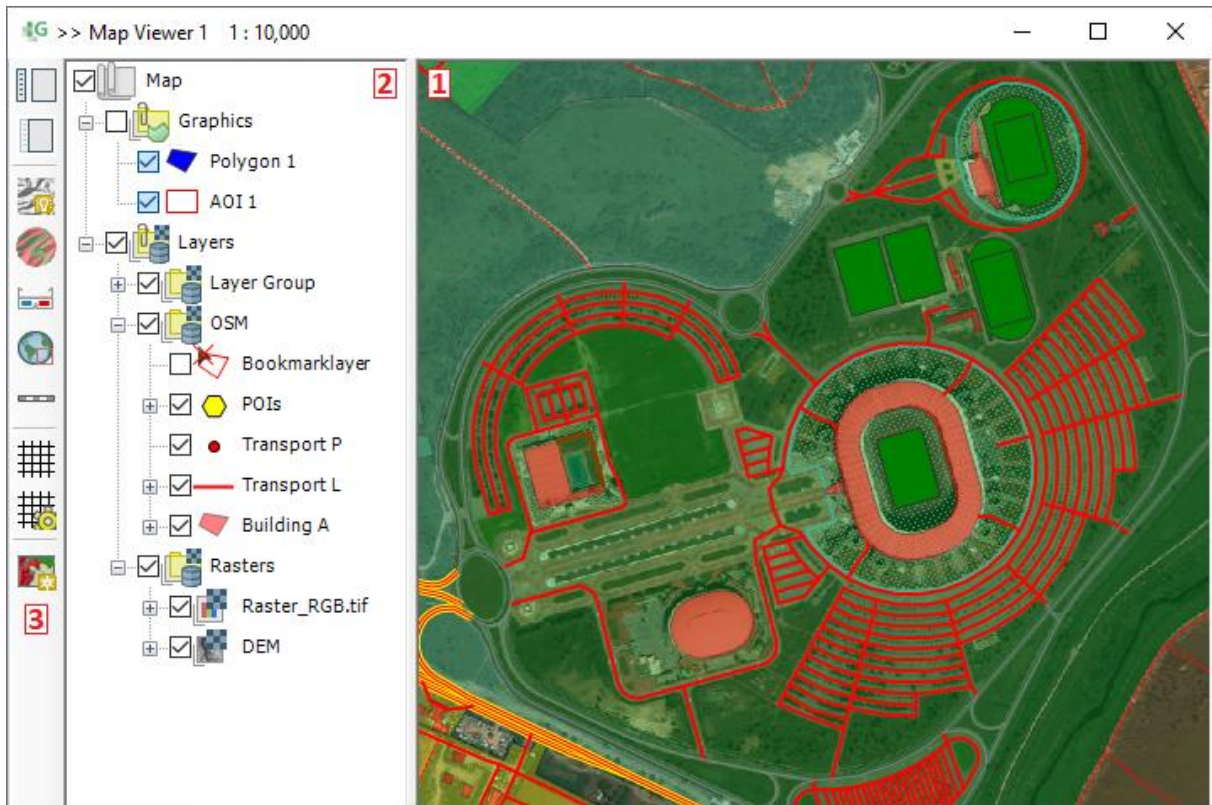 G >> Map Viewer 1 1 : 10,000
Map
2
1
Graphics
Polygon 1
AOI 1
Layers
Layer Group
OSM
Bookmarklayer
POIs
Transport P
Transport L
Building A
Rasters
3
Raster_RGB.tif
DEM